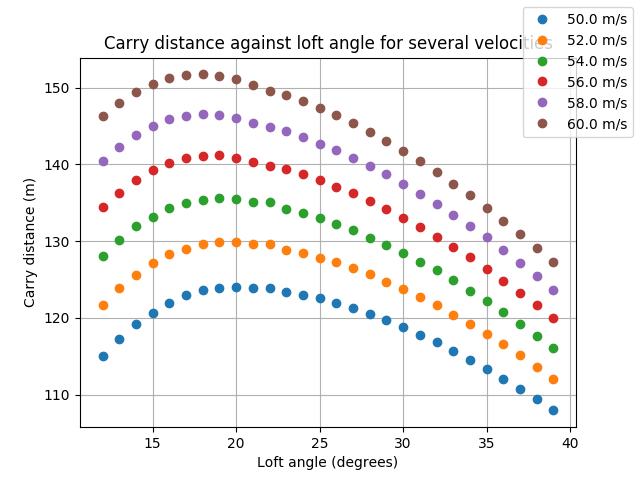 Carry distance against loft angle for several velocities
50.0 m/s
52.0 m/s
54.0 m/s
56.0 m/s
58.0 m/s
60.0 m/s
Carry distance (m)
150
140
130
120
110
15 20 25 30 35 40
Loft angle (degrees)